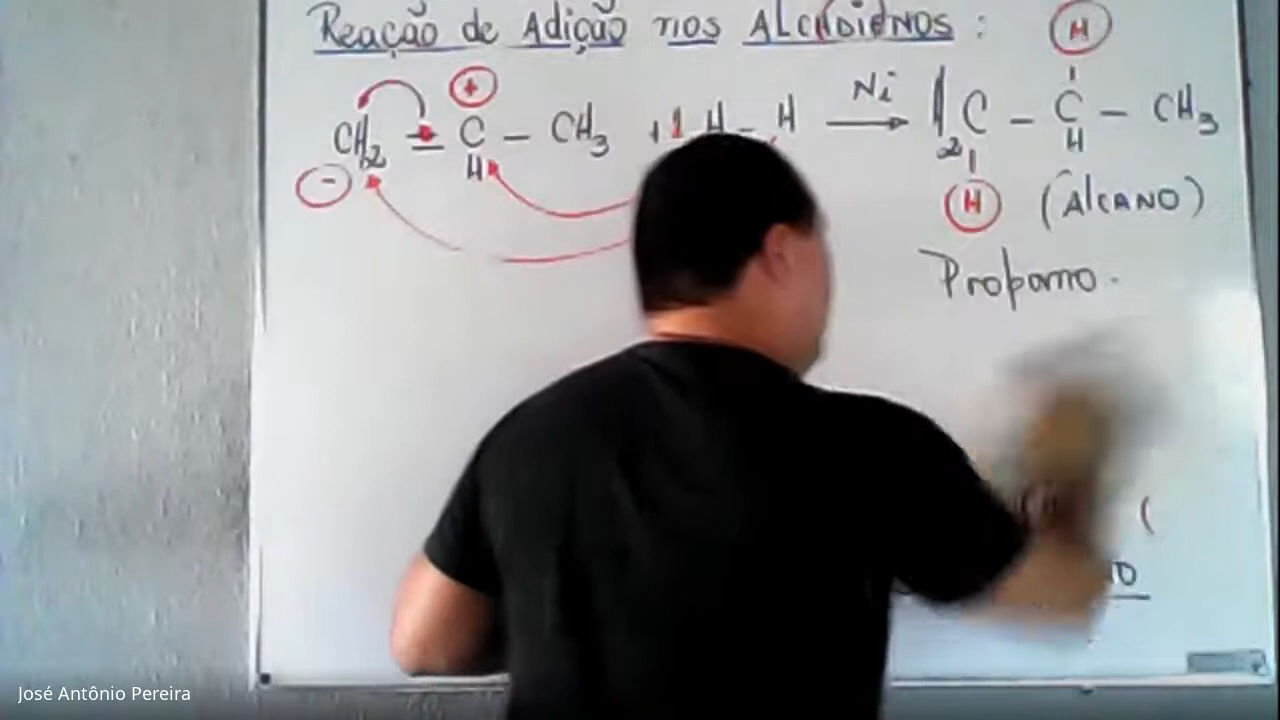 Reação de Adição nos ALCADIENOS :
H
+ Ni
CH2 = C – CH3 + 1 H – H → H2C – C – CH3
H H
– H (ALCANO)
Propano.
(
José Antônio Pereira